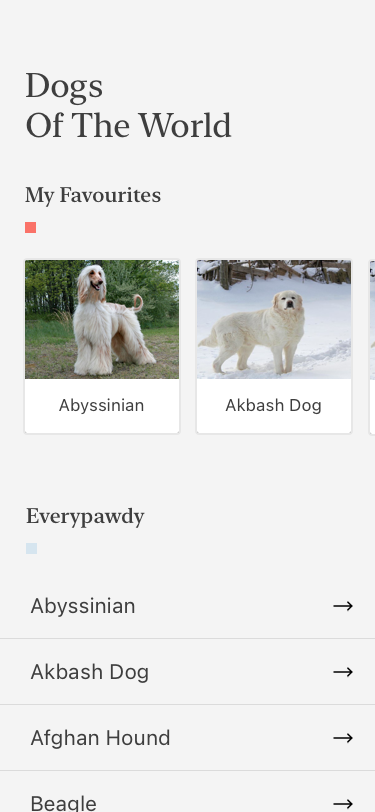 Dogs
Of The World
My Favourites
Abyssinian
Akbash Dog
Everypawdy
Abyssinian
Akbash Dog
Afghan Hound
Beagle